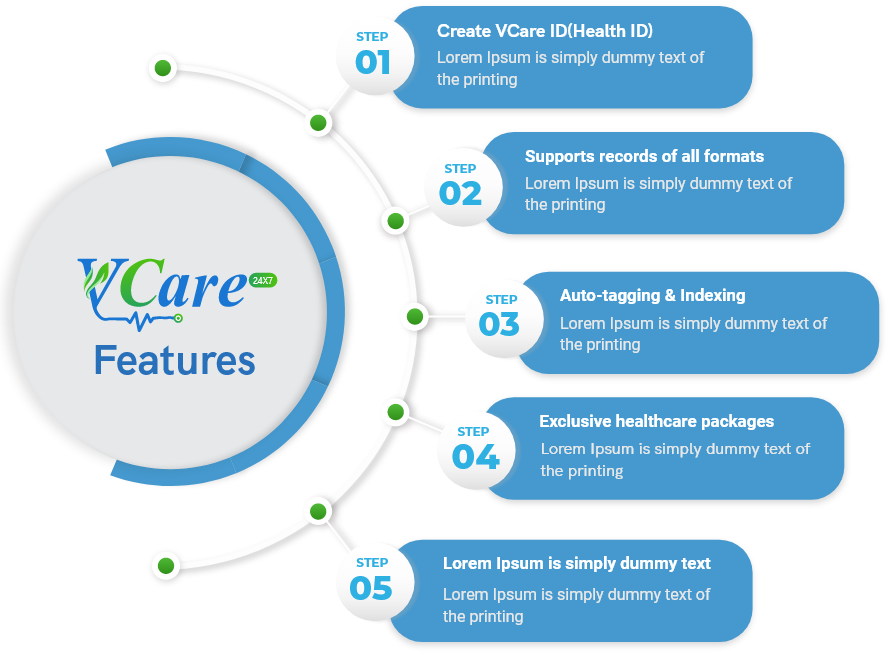 STEP
01
Create VCare ID(Health ID)
Lorem Ipsum is simply dummy text of
the printing
STEP
02
Supports records of all formats
Lorem Ipsum is simply dummy text of
the printing
VCare 24X7
Features
STEP
03
Auto-tagging & Indexing
Lorem Ipsum is simply dummy text of
the printing
STEP
04
Exclusive healthcare packages
Lorem Ipsum is simply dummy text of
the printing
STEP
05
Lorem Ipsum is simply dummy text
Lorem Ipsum is simply dummy text of
the printing